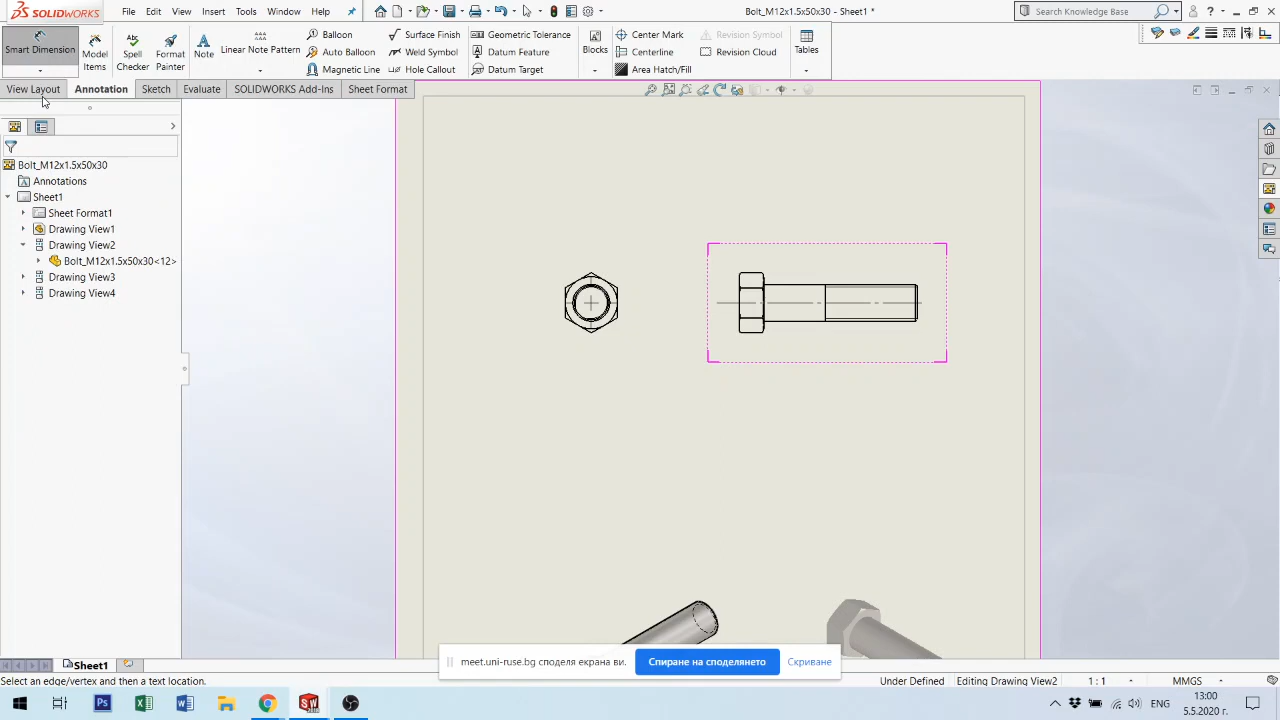 SOLIDWORKS File Edit View Insert Tools Window Help Bolt_M12x1.5x50x30 - Sheet1 * Search Knowledge Base
Smart Dimension
Model Items
Spell Checker
Format Painter
Note
Linear Note Pattern
Balloon
Auto Balloon
Magnetic Line
Surface Finish
Weld Symbol
Hole Callout
Geometric Tolerance
Datum Feature
Datum Target
Blocks
Center Mark
Centerline
Area Hatch/Fill
Revision Symbol
Revision Cloud
Tables
View Layout Annotation Sketch Evaluate SOLIDWORKS Add-Ins Sheet Format
Bolt_M12x1.5x50x30
Annotations
Sheet1
Sheet Format1
Drawing View1
Drawing View2
Bolt_M12x1.5x50x30<12>
Drawing View3
Drawing View4
meet.uni-ruse.bg споделя екрана ви. Спиране на споделянето Скриване
Sheet1
Select an edge/vertex and then a text location. Under Defined Editing Drawing View2 1 : 1 MMGS
ENG
13:00
5.5.2020 г.